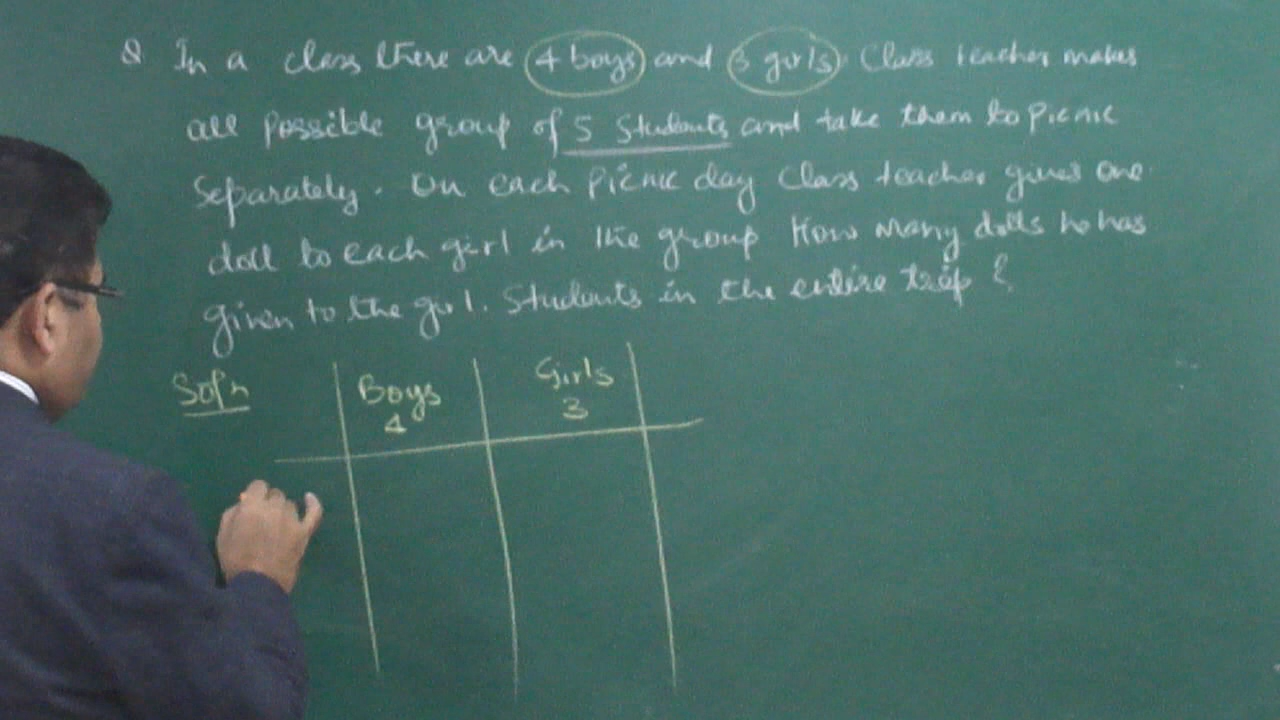 Q In a class there are 4 boys and 3 girls. Class teacher makes
all possible group of 5 Students and take them to Picnic
Separately. On each Picnic day Class teacher gives one
doll to each girl in the group How many dolls he has
given to the girl. Students in the entire trip ?
Soln
Boys
4
Girls
3